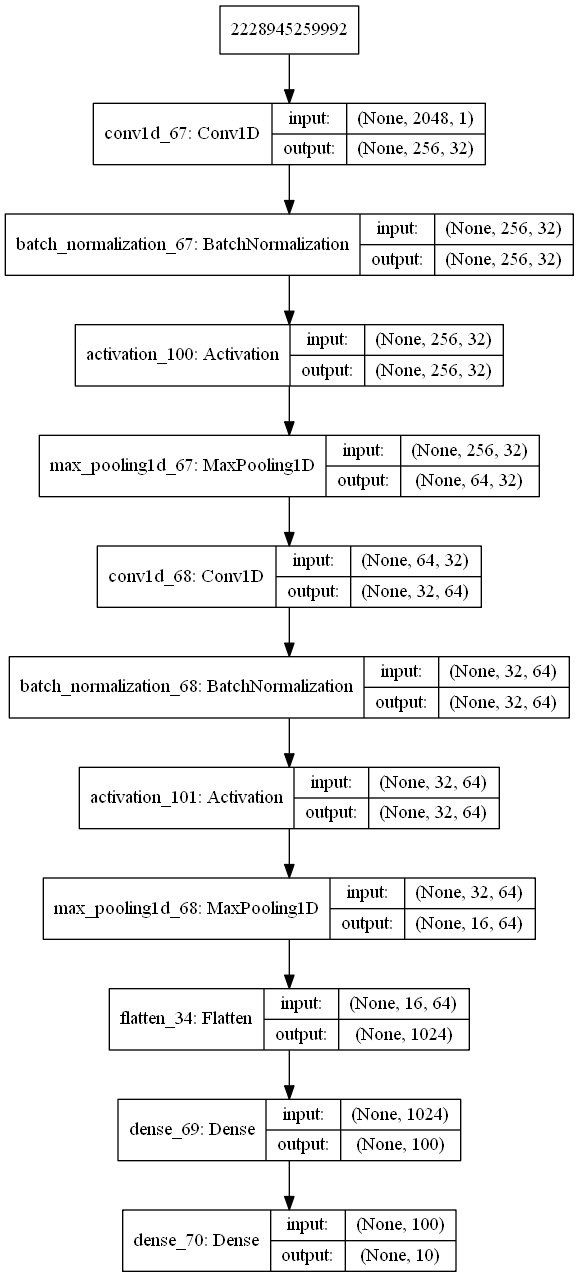 2228945259992
conv1d_67: Conv1D
input: (None, 2048, 1)
output: (None, 256, 32)
batch_normalization_67: BatchNormalization
input: (None, 256, 32)
output: (None, 256, 32)
activation_100: Activation
input: (None, 256, 32)
output: (None, 256, 32)
max_pooling1d_67: MaxPooling1D
input: (None, 256, 32)
output: (None, 64, 32)
conv1d_68: Conv1D
input: (None, 64, 32)
output: (None, 32, 64)
batch_normalization_68: BatchNormalization
input: (None, 32, 64)
output: (None, 32, 64)
activation_101: Activation
input: (None, 32, 64)
output: (None, 32, 64)
max_pooling1d_68: MaxPooling1D
input: (None, 32, 64)
output: (None, 16, 64)
flatten_34: Flatten
input: (None, 16, 64)
output: (None, 1024)
dense_69: Dense
input: (None, 1024)
output: (None, 100)
dense_70: Dense
input: (None, 100)
output: (None, 10)